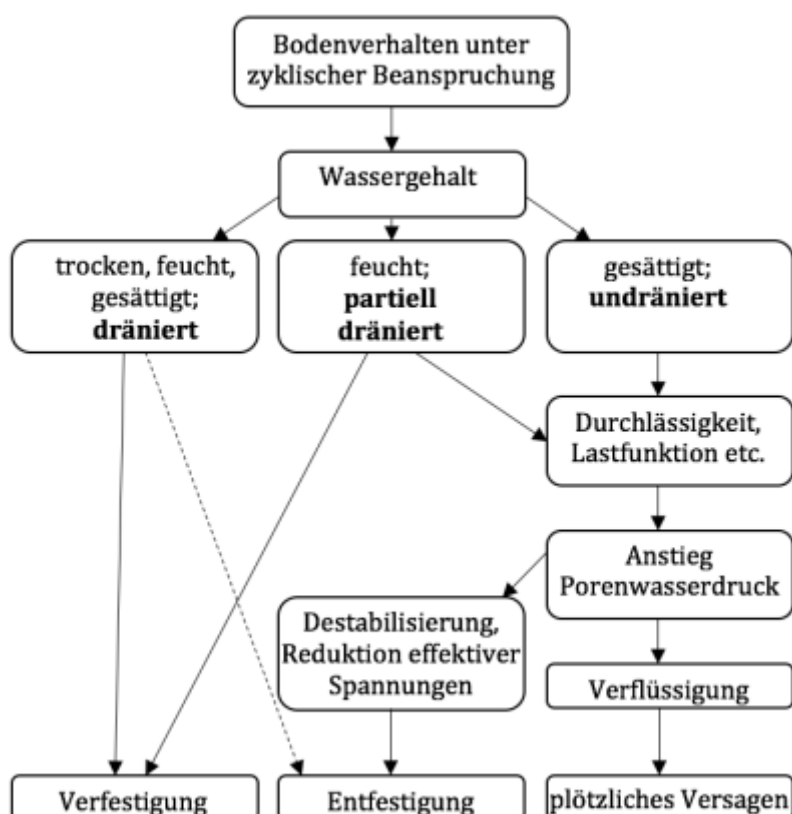 Bodenverhalten unter
zyklischer Beanspruchung
Wassergehalt
trocken, feucht,
gesättigt;
dräniert
feucht;
partiell
dräniert
gesättigt;
undräniert
Durchlässigkeit,
Lastfunktion etc.
Anstieg
Porenwasserdruck
Destabilisierung,
Reduktion effektiver
Spannungen
Verflüssigung
Verfestigung
Entfestigung
plötzliches Versagen